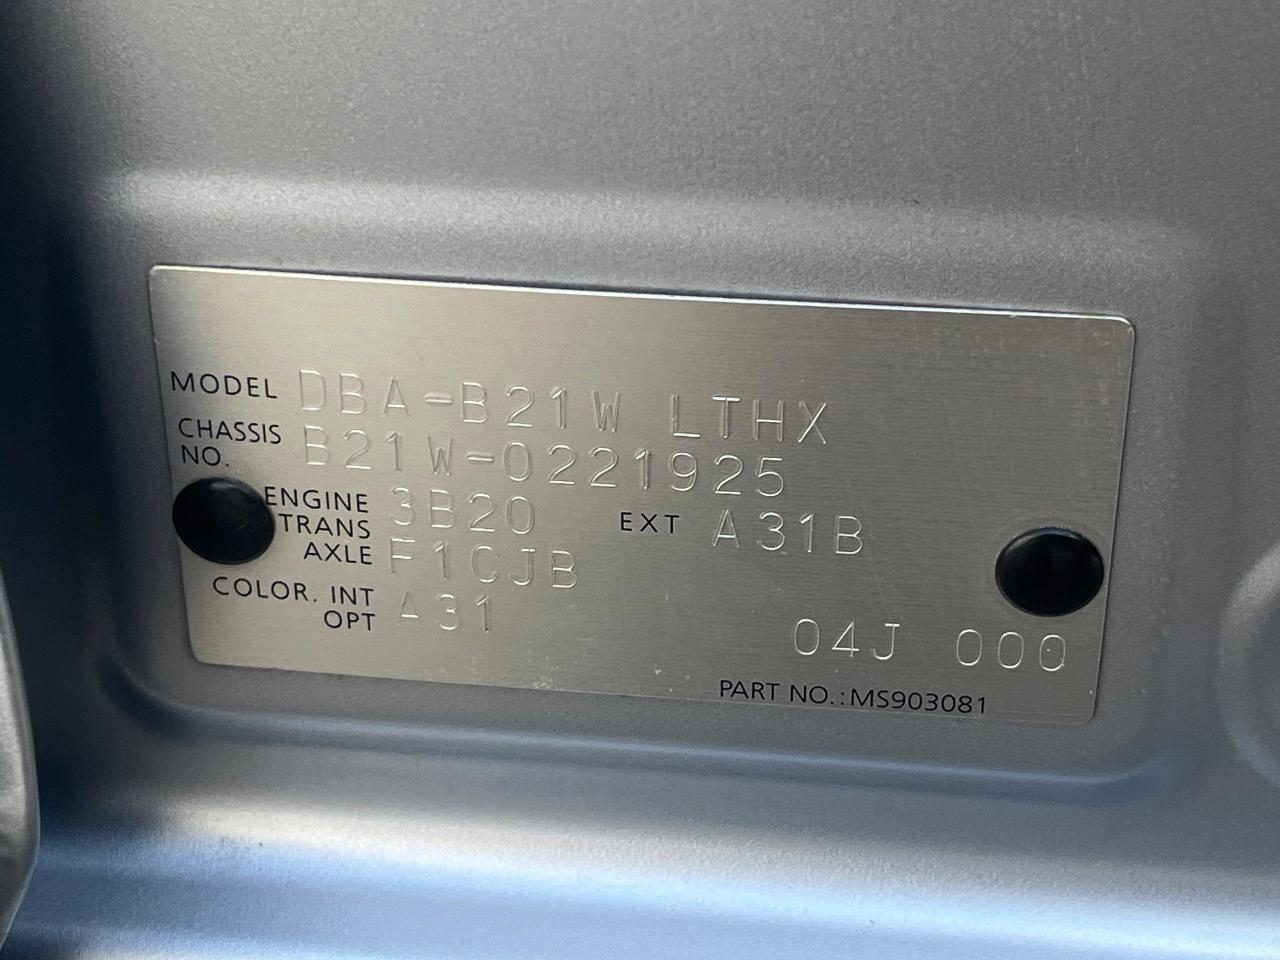 MODEL DBA-B21W LTHX
CHASSIS NO. B21W-0221925
ENGINE 3B20 EXT A31B
TRANS AXLE F1CJB
COLOR. INT OPT A31
04J 000
PART NO.:MS903081